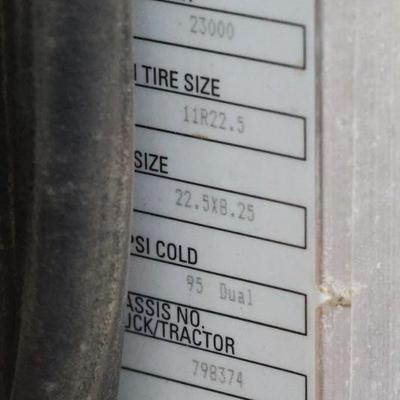 23000
TIRE SIZE
11R22.5
SIZE
22.5X8.25
PSI COLD
95 Dual
ASSIS NO.
UCK/TRACTOR
798374